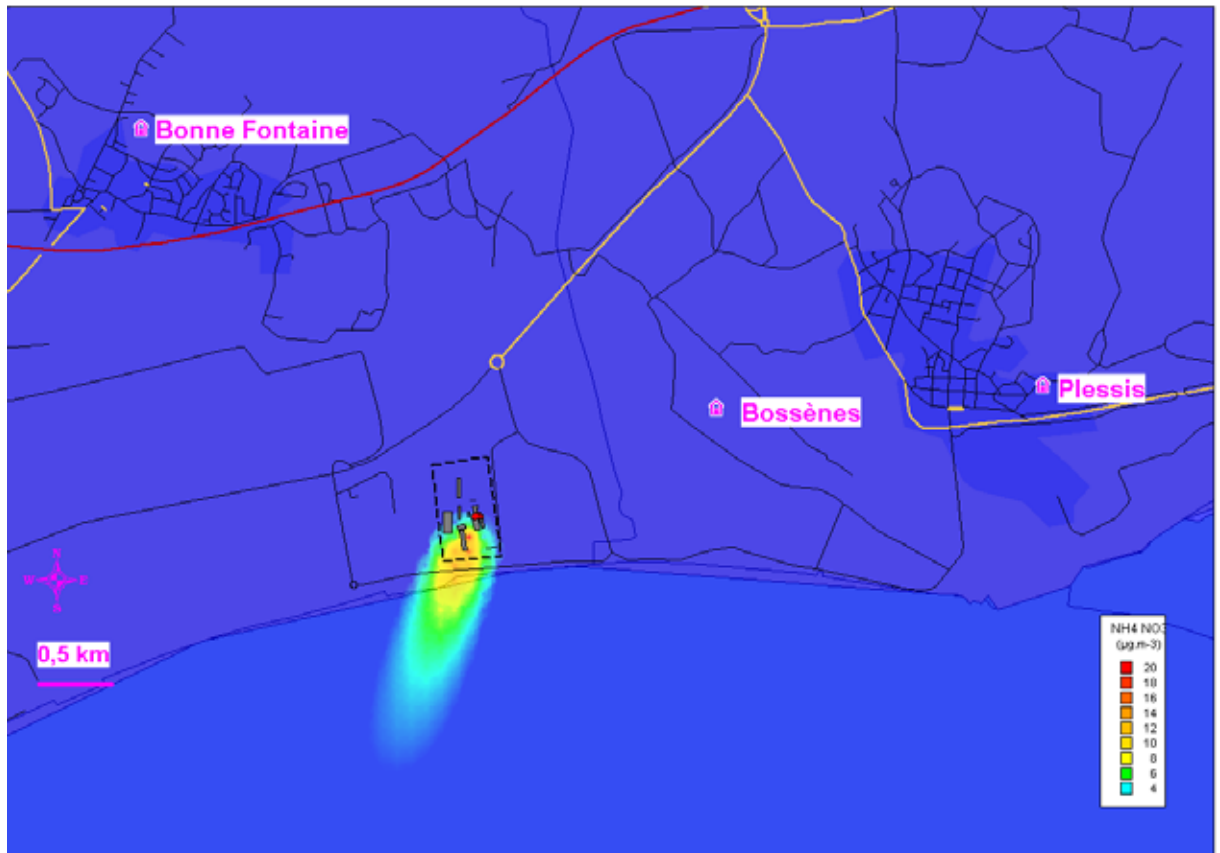 Bonne Fontaine
Plessis
Bossènes
N
W
E
S
0,5 km
NH4 NO3
(µg.m-3)
20
18
16
14
12
10
8
6
4